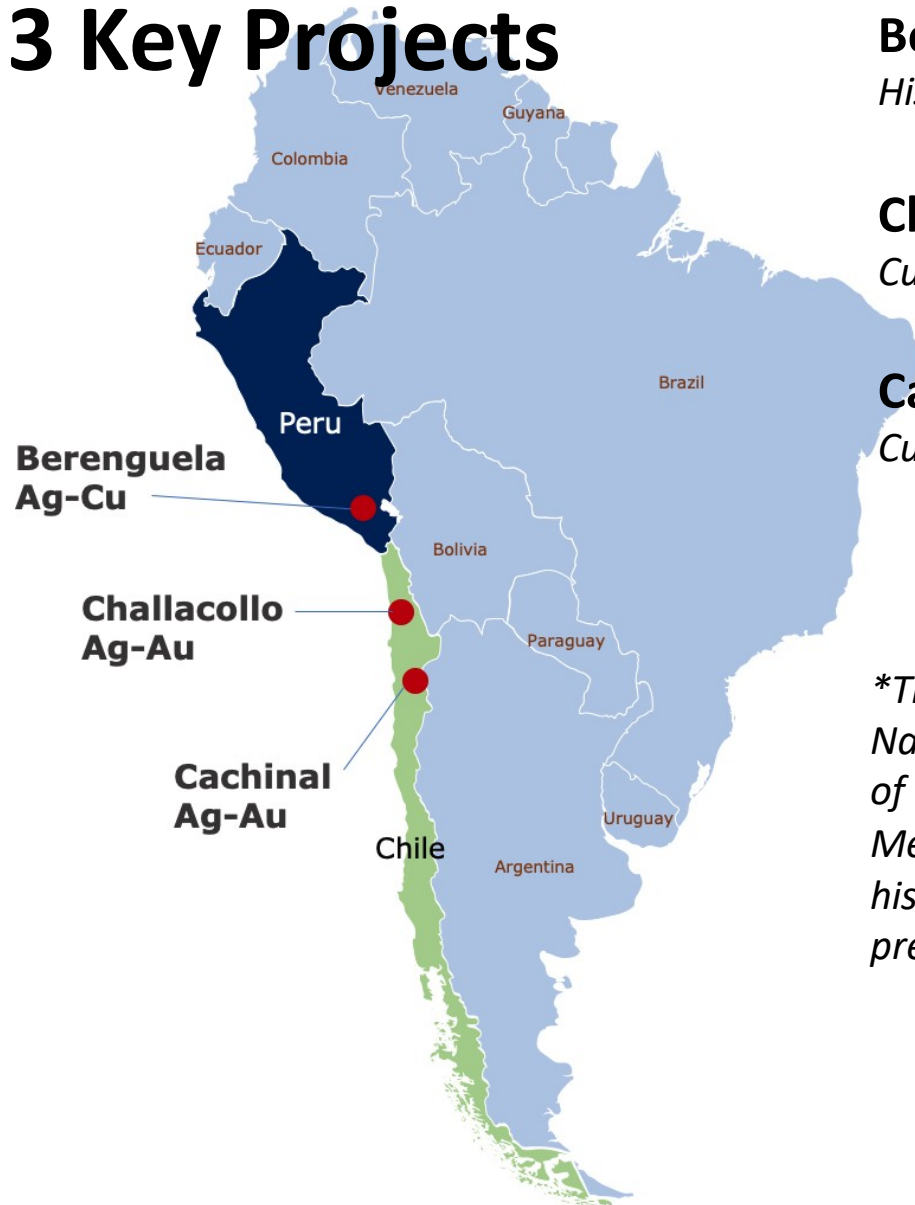 3 Key Projects
Venezuela
Guyana
Colombia
Ecuador
Brazil
Peru
Berenguela
Ag-Cu
Bolivia
Challacollo
Ag-Au
Paraguay
Cachinal
Ag-Au
Uruguay
Chile
Argentina
of